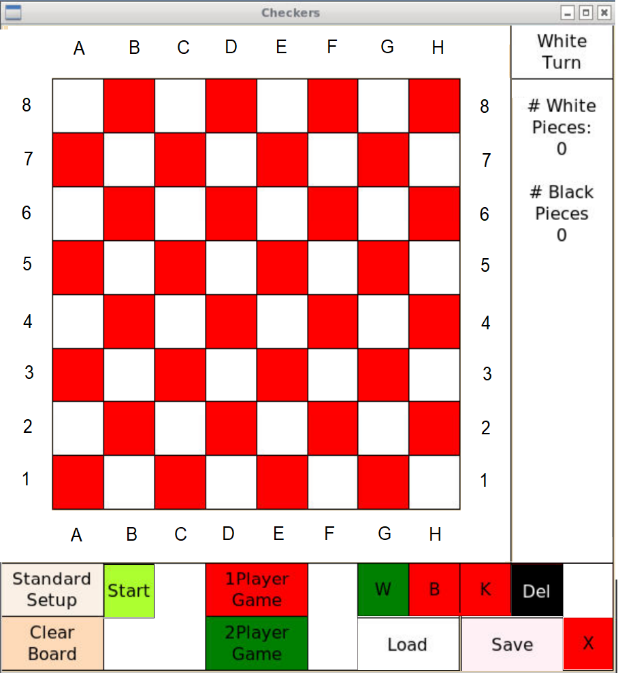 Checkers
A B C D E F G H
White
Turn
8 8
# White
Pieces:
0
7 7
# Black
Pieces
0
6 6
5 5
4 4
3 3
2 2
1 1
A B C D E F G H
Standard
Setup
Start
1Player
Game
W B K Del
Clear
Board
2Player
Game
Load Save X